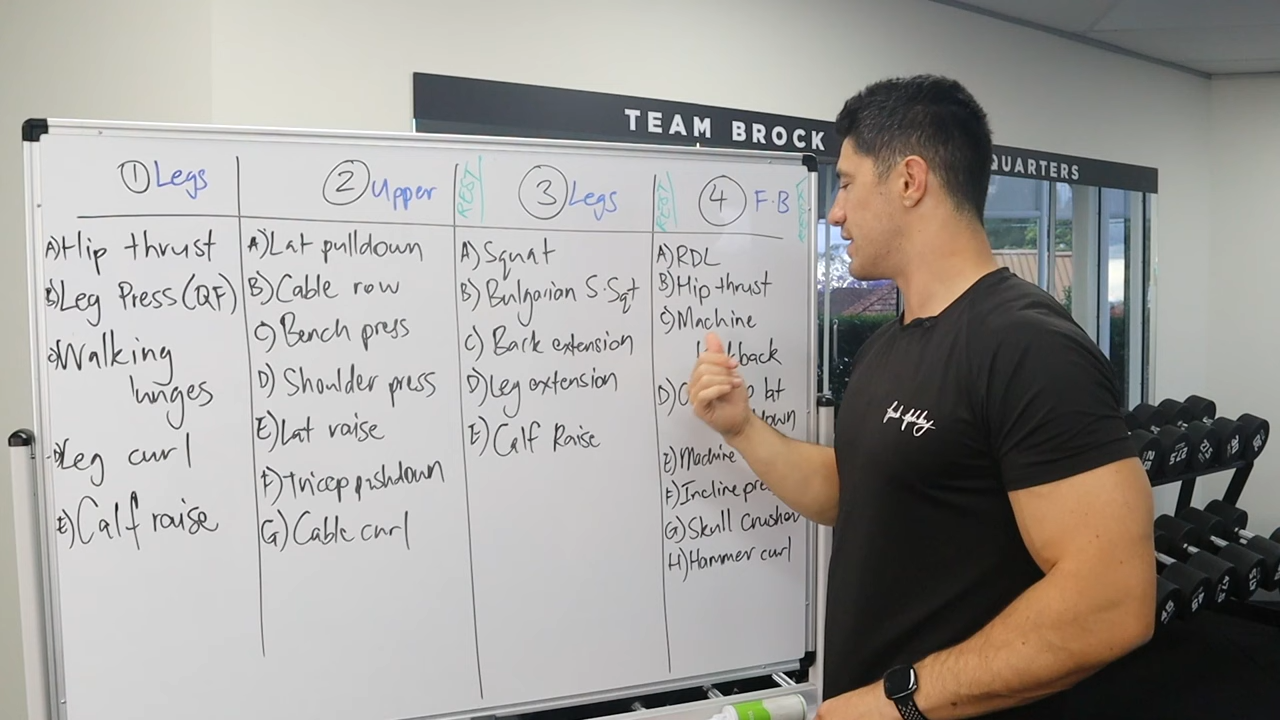 TEAM BROCK
QUARTERS
1 Legs
A) Hip thrust
B) Leg Press (QF)
C) Walking
lunges
D) Leg curl
E) Calf raise
2 Upper
A) Lat pulldown
B) Cable row
C) Bench press
D) Shoulder press
E) Lat raise
F) Tricep pushdown
G) Cable curl
REST
3 Legs
A) Squat
B) Bulgarian S.Sqt
C) Back extension
D) Leg extension
E) Calf Raise
REST
4 F.B
REST
A) RDL
B) Hip thrust
C) Machine
D) lat
E) Machine
F) Incline
G) Skull Crusher
H) Hammer curl